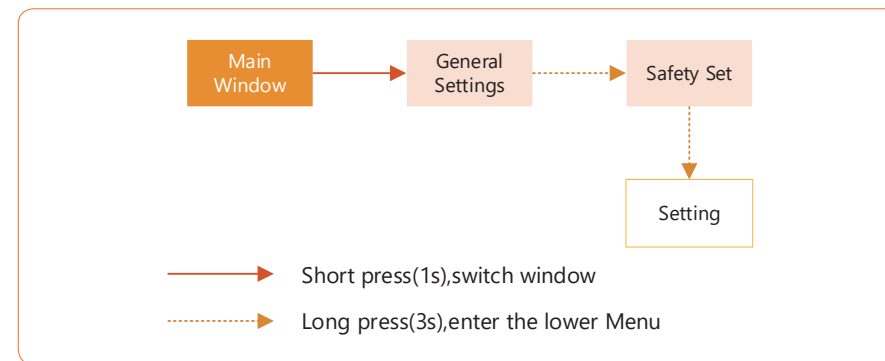 Main
Window
General
Settings
Safety Set
Setting
Short press(1s),switch window
Long press(3s),enter the lower Menu